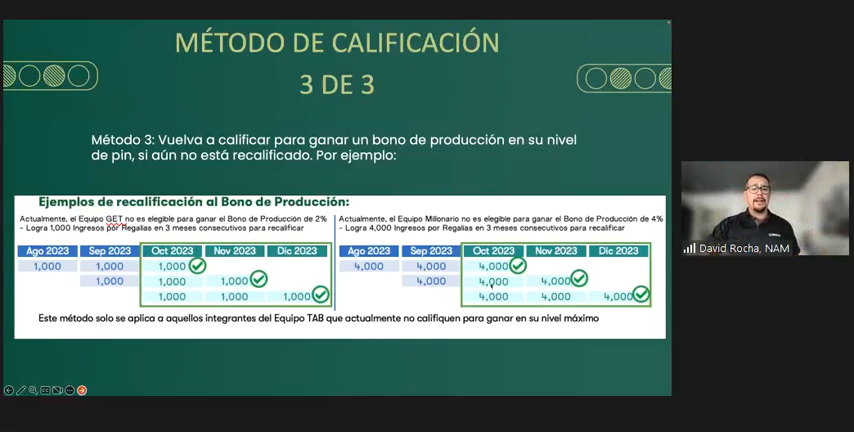 MÉTODO DE CALIFICACIÓN
3 DE 3
Método 3: Vuelva a calificar para ganar un bono de producción en su nivel
de pin, si aún no está recalificado. Por ejemplo:
Ejemplos de recalificación al Bono de Producción:
Actualmente, el Equipo GET no es elegible para ganar el Bono de Producción de 2%
- Logra 1,000 Ingresos por Regalías en 3 meses consecutivos para recalificar
Ago 2023 Sep 2023 Oct 2023 Nov 2023 Dic 2023
1,000 1,000 1,000
1,000 1,000 1,000
1,000 1,000 1,000
Actualmente, el Equipo Millonario no es elegible para ganar el Bono de Producción de 4%
- Logra 4,000 Ingresos por Regalías en 3 meses consecutivos para recalificar
Ago 2023 Sep 2023 Oct 2023 Nov 2023 Dic 2023
4,000 4,000 4,000
4,000 4,000 4,000
4,000 4,000 4,000
Este método solo se aplica a aquellos integrantes del Equipo TAB que actualmente no califiquen para ganar en su nivel máximo
David Rocha, NAM